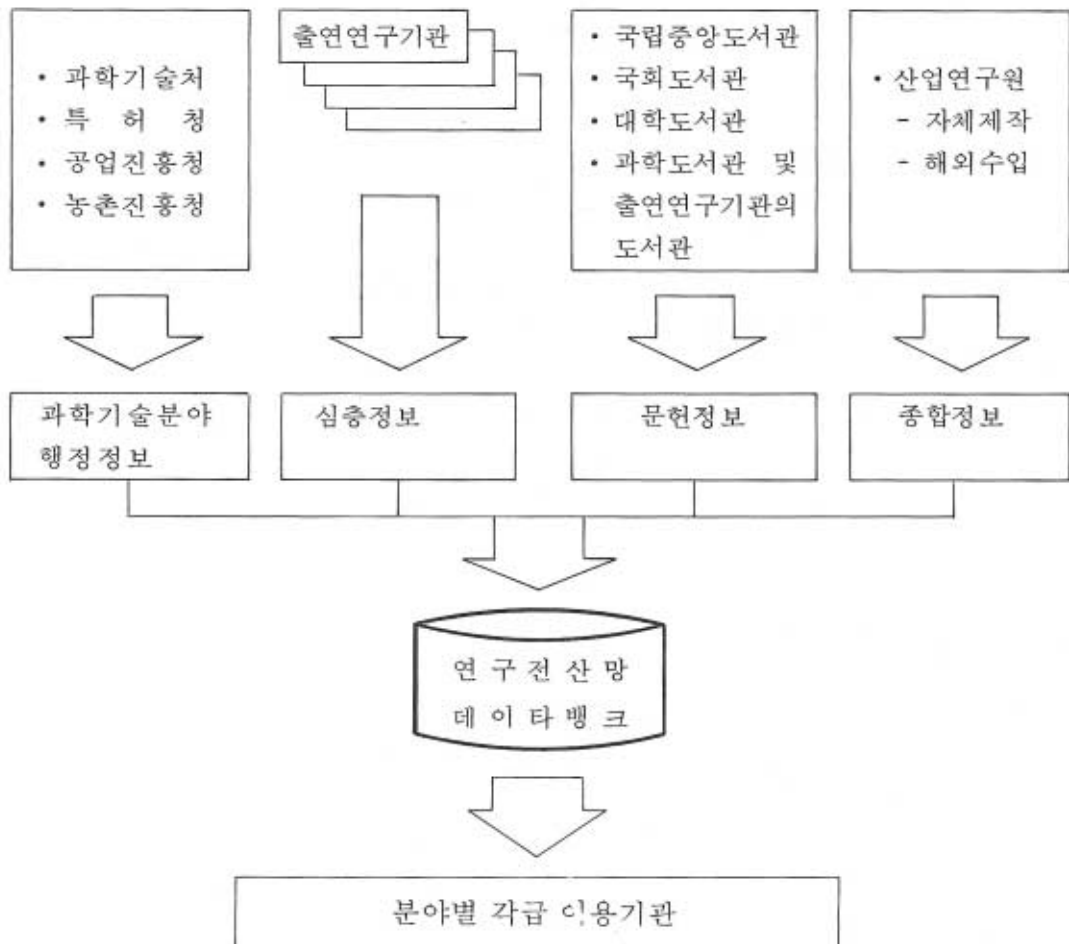 • 과학기술처
• 특 허 청
• 공업진흥청
• 농촌진흥청
출연연구기관
• 국립중앙도서관
• 국회도서관
• 대학도서관
• 과학도서관 및
출연연구기관의
도서관
• 산업연구원
- 자체제작
- 해외수입
과학기술분야
행정정보
심층정보
문헌정보
종합정보
연 구 전 산 망
데 이 타 뱅 크
분야별 각급 이용기관